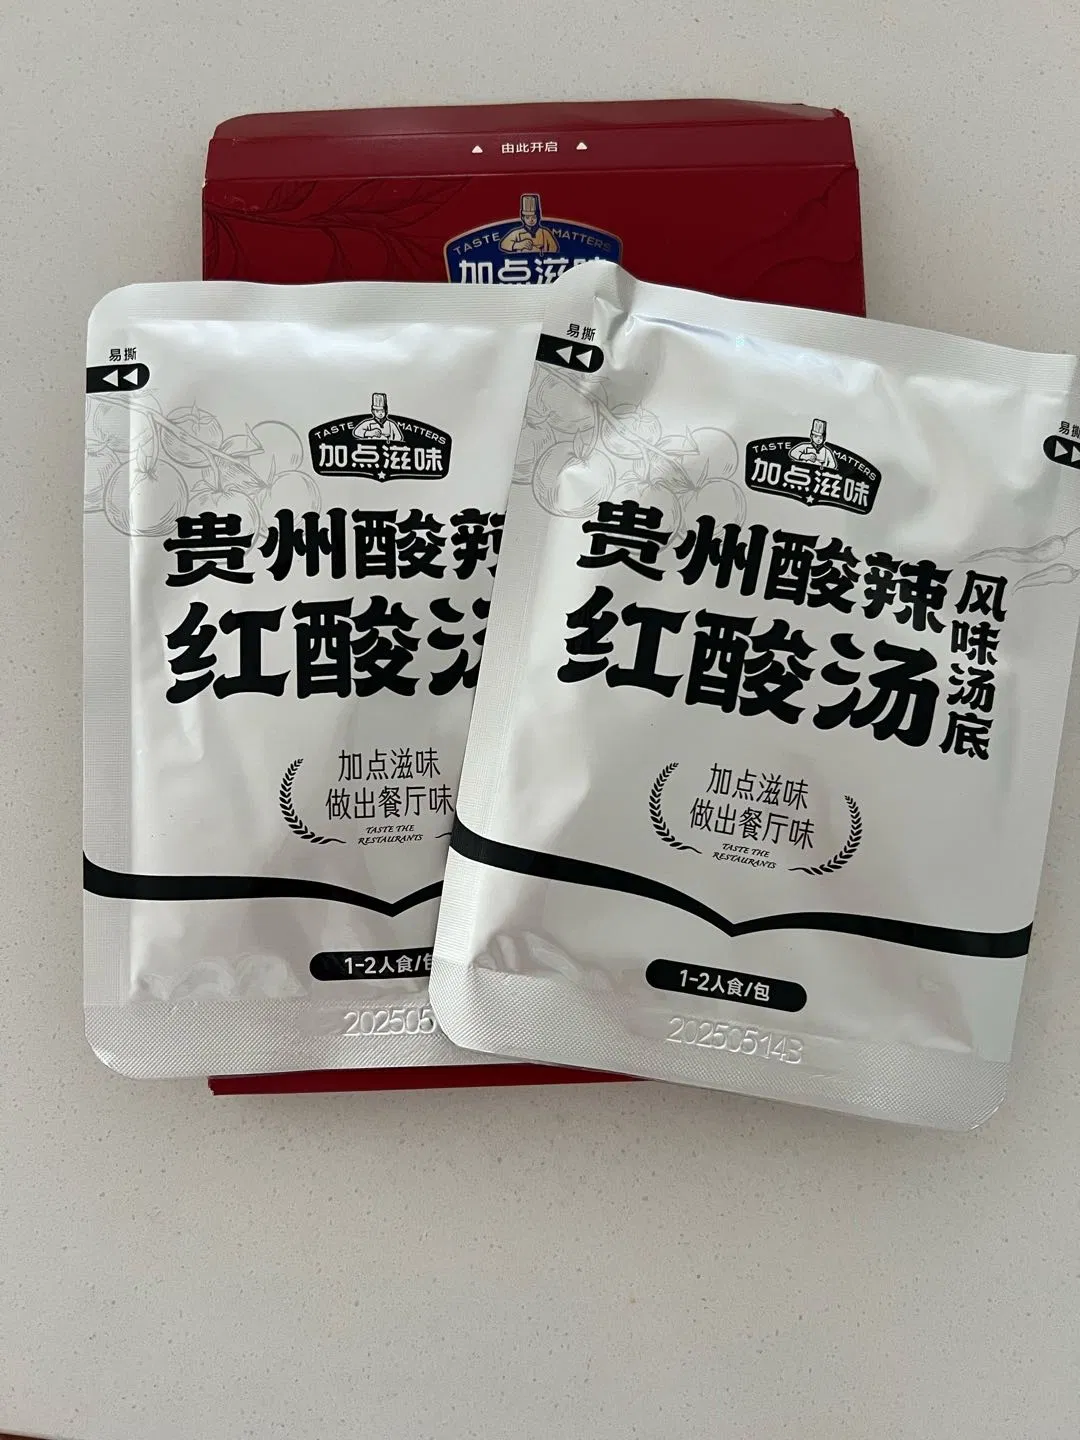 由此开启
TASTE MATTERS
加点滋味
易撕
TASTE MATTERS
加点滋味
贵州酸辣
红酸汤
加点滋味
做出餐厅味
TASTE THE
RESTAURANTS
1-2人食/包
202505
易撕
易撕
TASTE MATTERS
加点滋味
贵州酸辣
红酸汤
风味汤底
加点滋味
做出餐厅味
TASTE THE
RESTAURANTS
1-2人食/包
20250514B